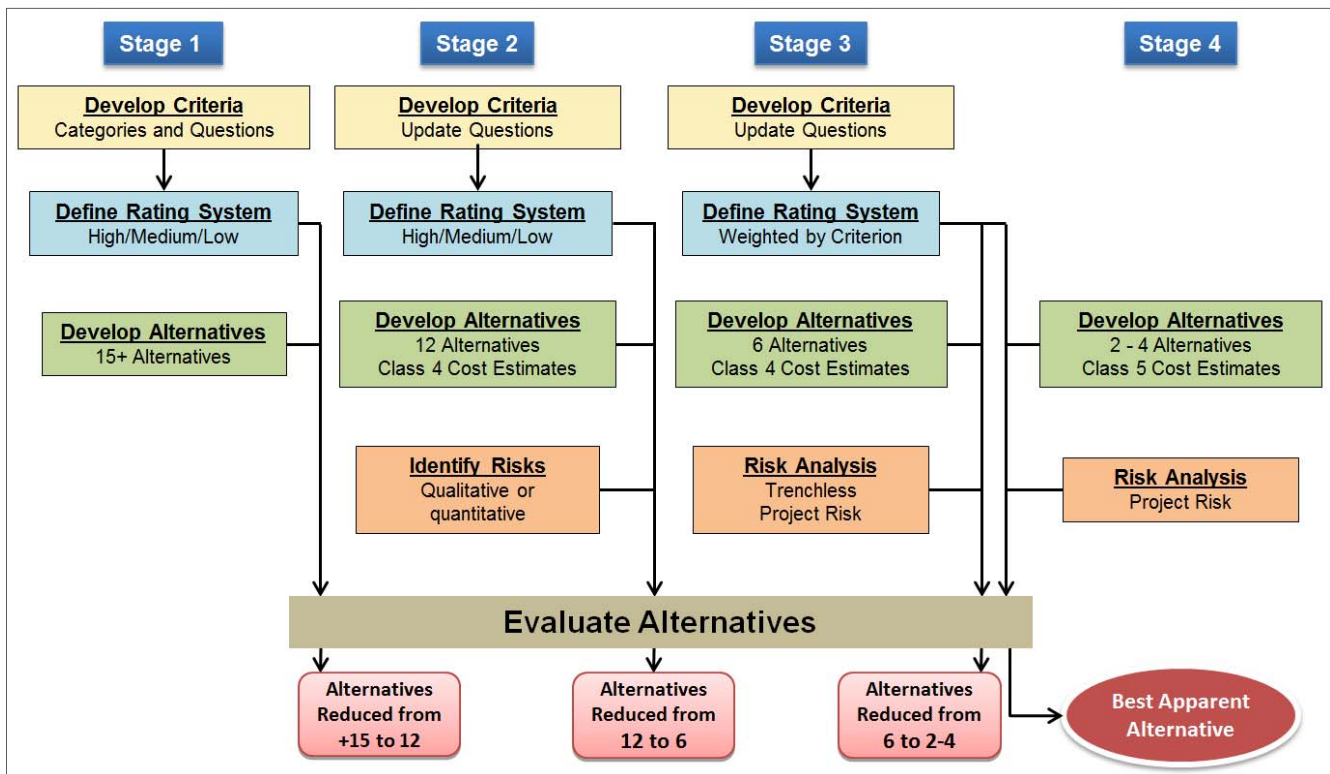 Stage 1
Stage 2
Stage 3
Stage 4
Develop Criteria
Categories and Questions
Develop Criteria
Update Questions
Develop Criteria
Update Questions
Define Rating System
High/Medium/Low
Define Rating System
High/Medium/Low
Define Rating System
Weighted by Criterion
Develop Alternatives
15+ Alternatives
Develop Alternatives
12 Alternatives
Class 4 Cost Estimates
Develop Alternatives
6 Alternatives
Class 4 Cost Estimates
Develop Alternatives
2 - 4 Alternatives
Class 5 Cost Estimates
Identify Risks
Qualitative or
quantitative
Risk Analysis
Trenchless
Project Risk
Risk Analysis
Project Risk
Evaluate Alternatives
Alternatives
Reduced from
+15 to 12
Alternatives
Reduced from
12 to 6
Alternatives
Reduced from
6 to 2-4
Best Apparent
Alternative